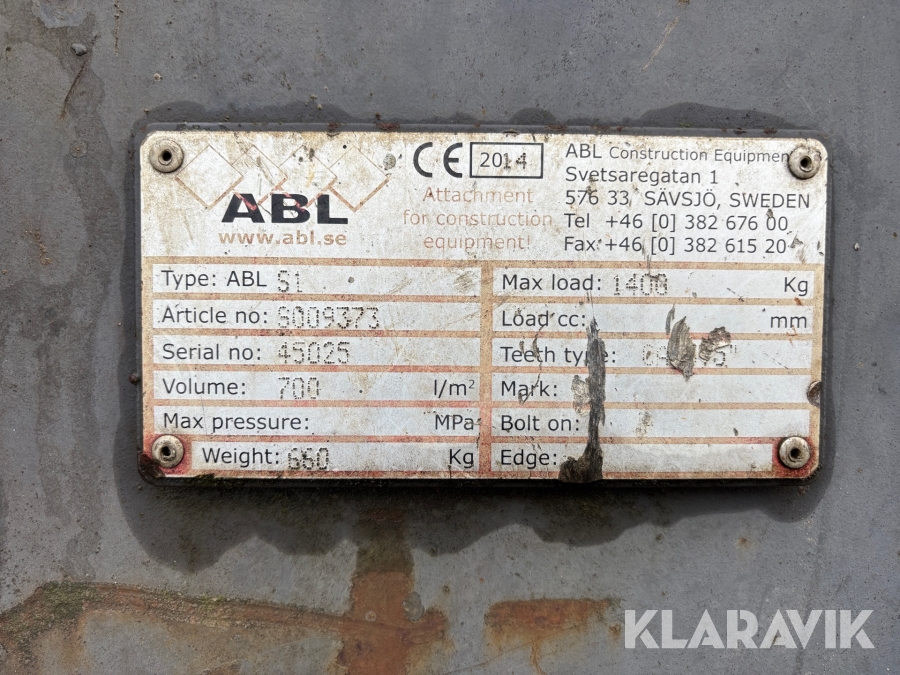 ABL
www.abl.se
CE 2014
Attachment
for construction
equipment!
ABL Construction Equipment
Svetsaregatan 1
576 33 SÄVSJÖ, SWEDEN
Tel +46 [0] 382 676 00
Fax +46 [0] 382 615 20
Type: ABL S1
Article no: S009373
Serial no: 45025
Volume: 700 l/m²
Max pressure: MPa
Weight: 660 Kg
Max load: 1400 Kg
Load cc: mm
Teeth type:
Mark:
Bolt on:
Edge:
KLARAVIK